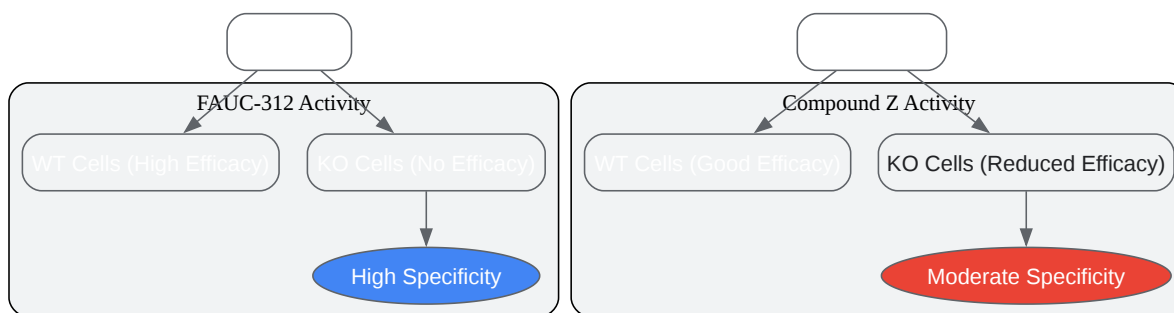 FAUC-312 Activity
Compound Z Activity
WT Cells (High Efficacy)
KO Cells (No Efficacy)
WT Cells (Good Efficacy)
KO Cells (Reduced Efficacy)
High Specificity
Moderate Specificity